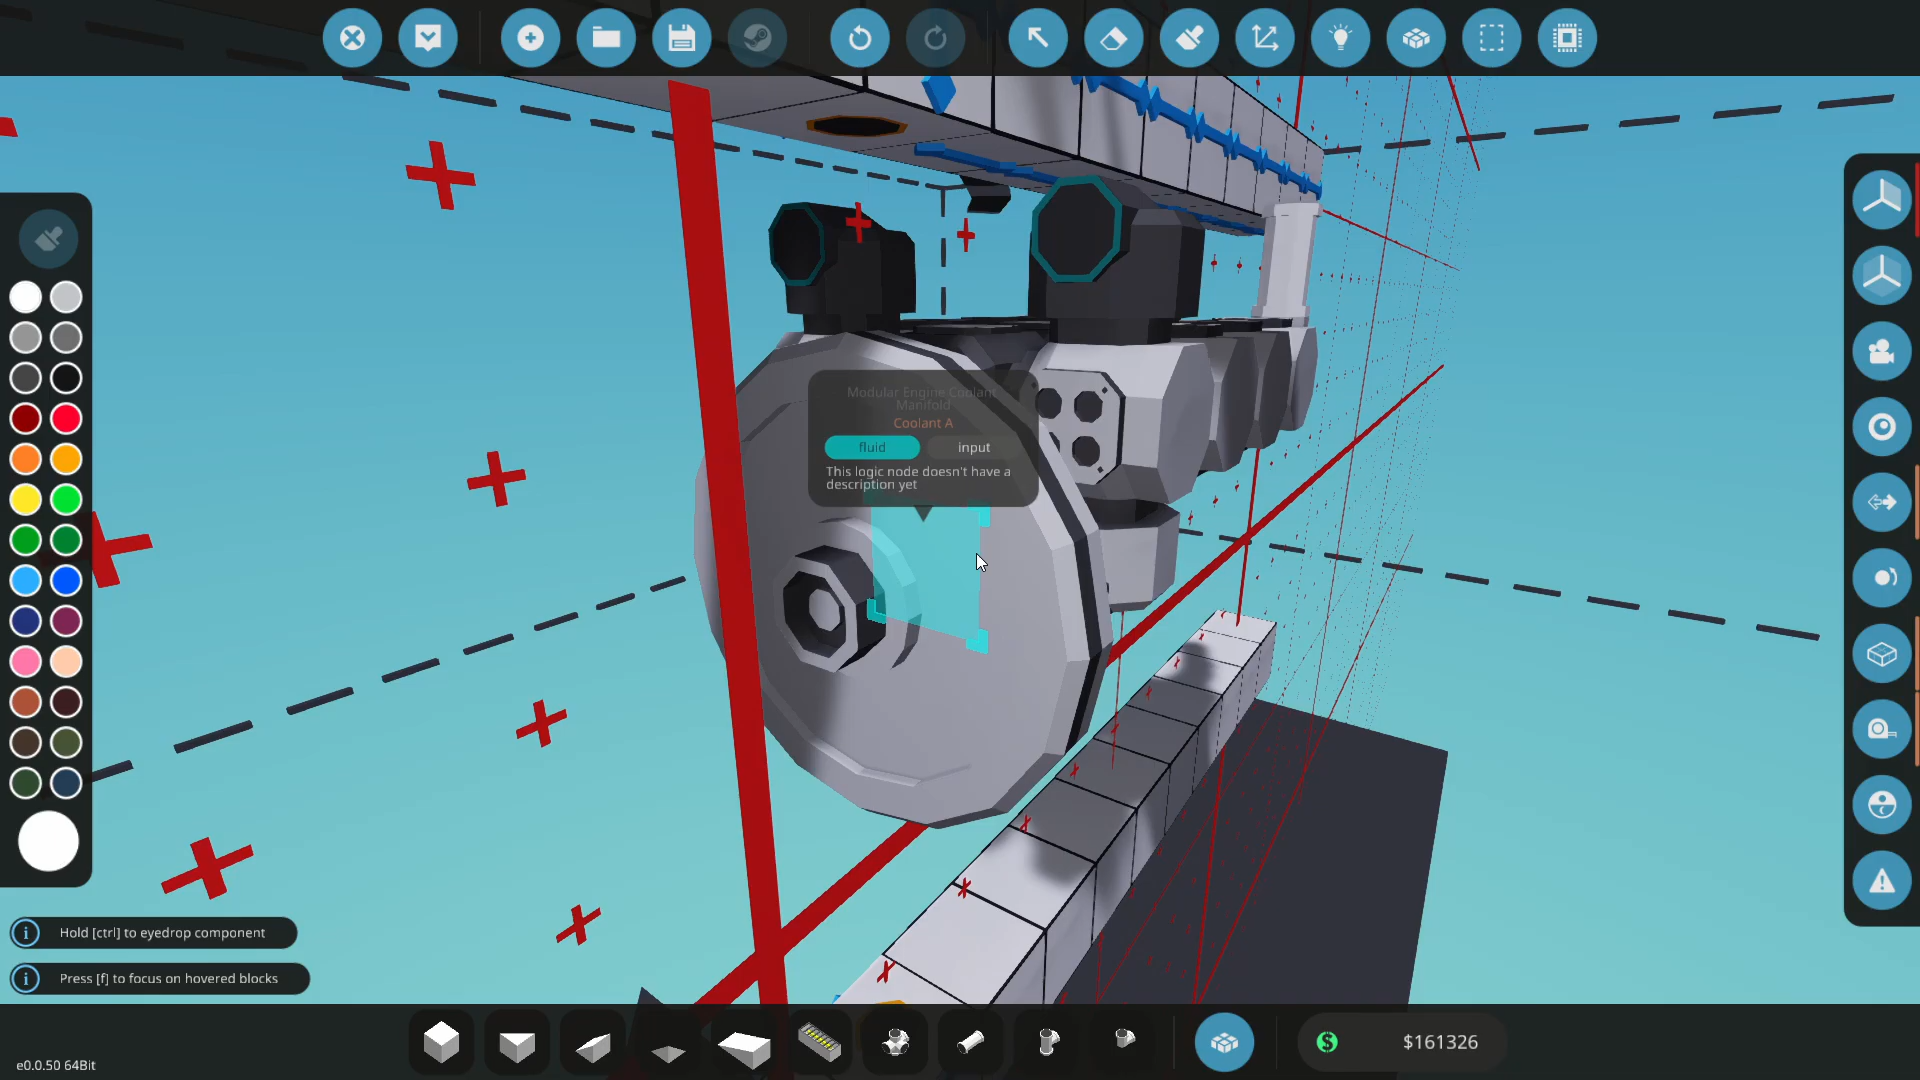 Modular Engine Coolant
Manifold
Coolant A
fluid
input
This logic node doesn't have a
description yet
Hold [ctrl] to eyedrop component
Press [f] to focus on hovered blocks
e0.0.50 64Bit
$161326